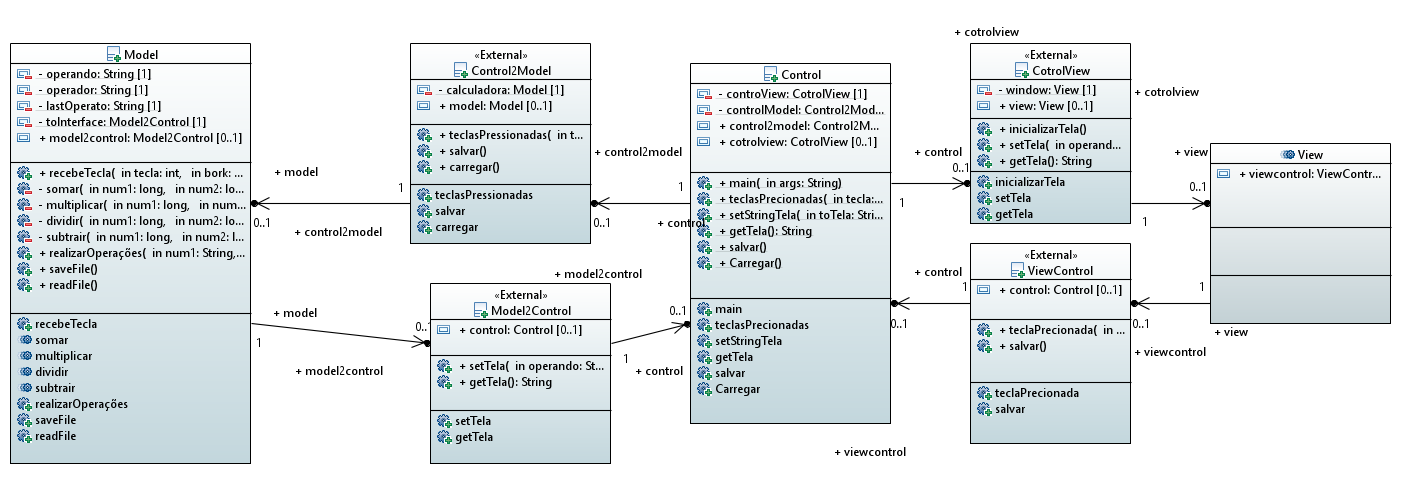 Model
- operando: String [1]
- operador: String [1]
- lastOperato: String [1]
- toInterface: Model2Control [1]
+ model2control: Model2Control [0..1]
+ recebeTecla( in tecla: int, in bork: ...
- somar( in num1: long, in num2: lo...
- multiplicar( in num1: long, in num...
- dividir( in num1: long, in num2: lo...
- subtrair( in num1: long, in num2: l...
+ realizarOperações( in num1: String,...
+ saveFile()
+ readFile()
recebeTecla
somar
multiplicar
dividir
subtrair
realizarOperações
saveFile
readFile
+ model
1
0..1
+ control2model
+ model
0..1
1
+ model2control
«External»
Control2Model
- calculadora: Model [1]
+ model: Model [0..1]
+ teclasPressionadas( in t...
+ salvar()
+ carregar()
teclasPressionadas
salvar
carregar
+ control2model
1
0..1
+ control
+ model2control
«External»
Model2Control
+ control: Control [0..1]
+ setTela( in operando: St...
+ getTela(): String
setTela
getTela
0..1
1
+ control
Control
- controView: CotrolView [1]
- controlModel: Control2Mod...
+ control2model: Control2M...
+ cotrolview: CotrolView [0..1]
+ main( in args: String)
+ teclasPrecionadas( in tecla:...
+ setStringTela( in toTela: Stri...
+ getTela(): String
+ salvar()
+ Carregar()
main
teclasPrecionadas
setStringTela
getTela
salvar
Carregar
+ cotrolview
+ control
0..1
1
+ control
1
0..1
+ viewcontrol
«External»
CotrolView
- window: View [1]
+ view: View [0..1]
+ inicializarTela()
+ setTela( in operand...
+ getTela(): String
inicializarTela
setTela
getTela
+ cotrolview
+ view
0..1
1
«External»
ViewControl
+ control: Control [0..1]
+ teclaPrecionada( in ...
+ salvar()
teclaPrecionada
salvar
1
0..1
+ view
+ viewcontrol
View
+ viewcontrol: ViewContr...